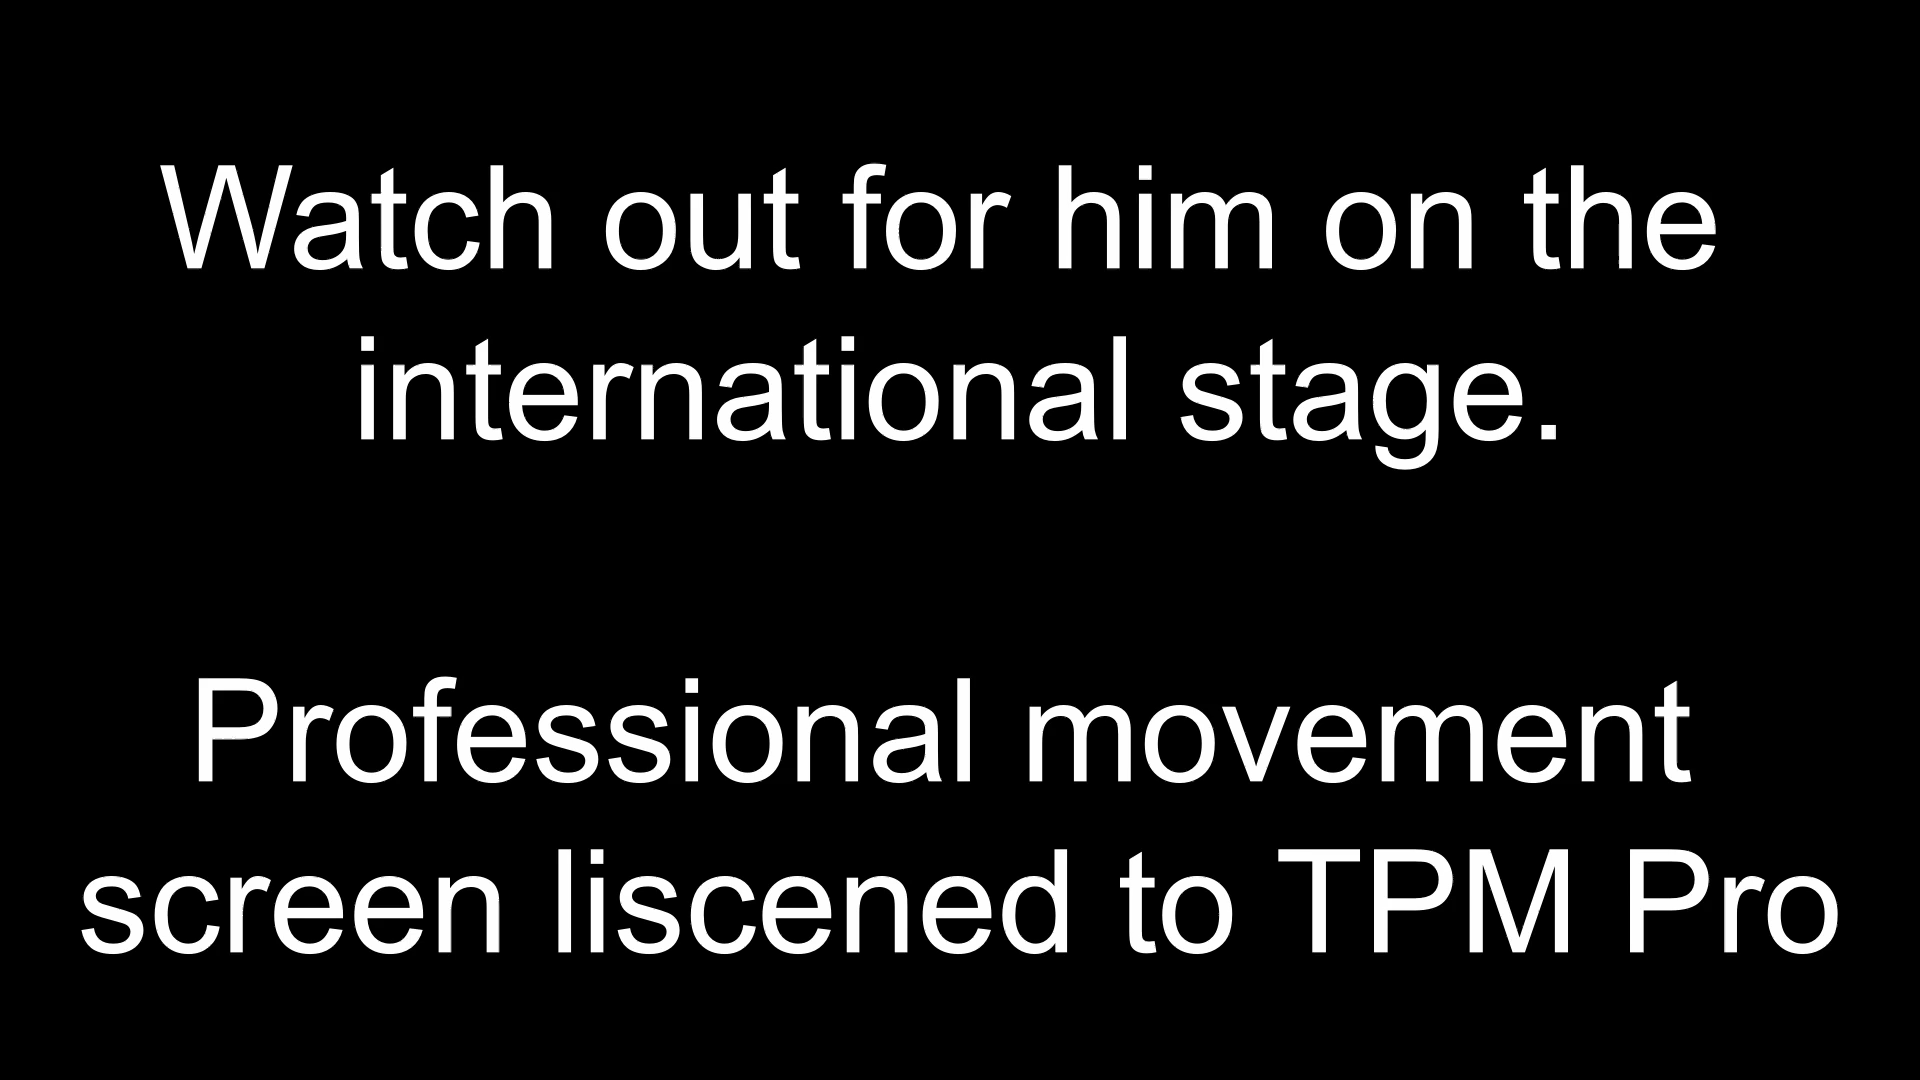 Watch out for him on the
international stage.
Professional movement
screen liscened to TPM Pro